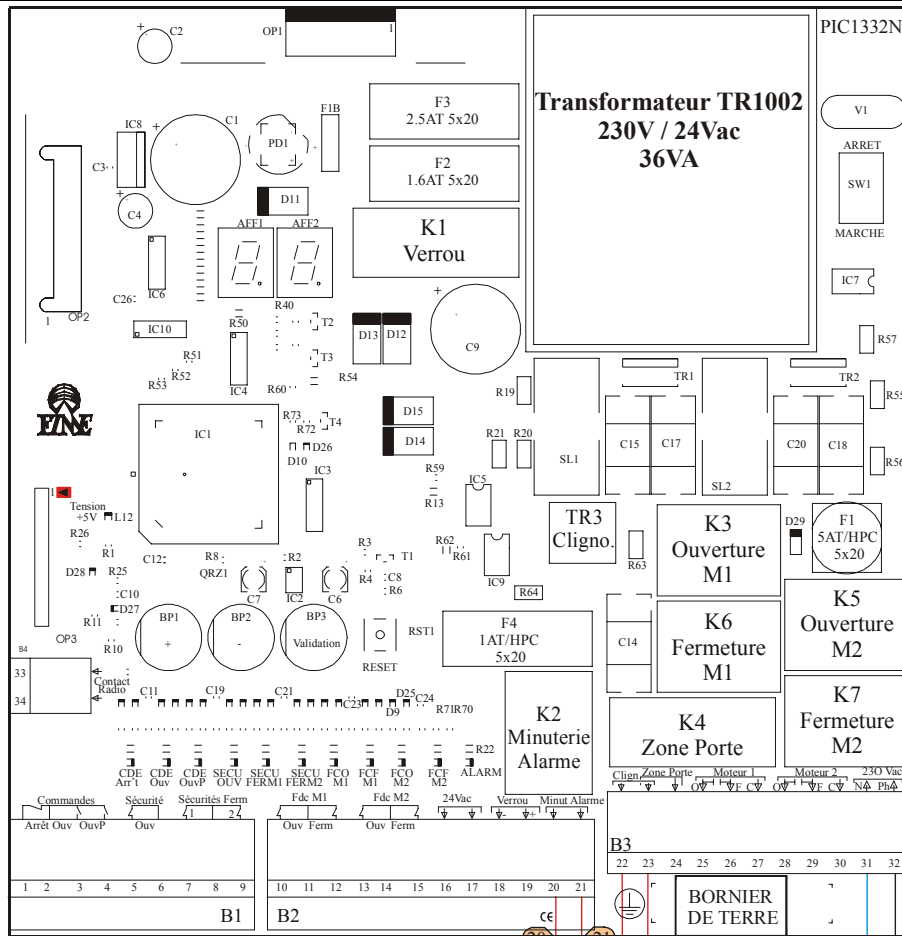 C2
OP1
1
PIC1332N
Transformateur TR1002
230V / 24Vac
36VA
V1
ARRET
SW1
MARCHE
IC7
R57
F3
2.5AT 5x20
F2
1.6AT 5x20
K1
Verrou
F1B
PD1
C1
IC8
C3
C4
D11
AFF1
AFF2
IC6
C26
1
OP2
IC10
R50
R40
T2
T3
D13
D12
C9
R51
R52
R53
IC4
R60
R54
R19
TR1
TR2
R55
FINE
IC1
R73
R72
T4
D15
D14
D10
D26
R21
R20
SL1
C15
C17
SL2
C20
C18
R56
1
Tension
+5V
L12
IC3
R59
R13
IC5
TR3
Cligno.
K3
Ouverture
M1
D29
F1
5AT/HPC
5x20
R26
R1
C12
R8
R2
R3
T1
R62
R61
R63
D28
R25
QRZ1
R4
C8
R6
IC9
C10
C7
IC2
C6
R64
D27
R11
R10
OP3
BP1
+
BP2
-
BP3
Validation
RST1
RESET
F4
1AT/HPC
5x20
C14
K6
Fermeture
M1
K5
Ouverture
M2
B4
33
34
Contact
Radio
C11
C19
C21
C23
D9
D25
C24
R71
R70
K2
Minuterie
Alarme
K4
Zone Porte
K7
Fermeture
M2
R22
CDE
Arr´t
CDE
Ouv
CDE
OuvP
SECU
OUV
SECU
FERM1
SECU
FERM2
FCO
M1
FCF
M1
FCO
M2
FCF
M2
ALARM
Commandes
Sécurité
Sécurités Ferm
Fdc M1
Fdc M2
24Vac
Verrou
Minut Alarme
Arrêt Ouv OuvP
Ouv
1 2
Ouv Ferm
Ouv Ferm
- +
Clign
Zone Porte
Moteur 1
Moteur 2
23O Vac
O F C
O F C
N Ph
1 2 3 4 5 6 7 8 9
B1
10 11 12 13 14 15 16 17 18 19 20 21
B2
CE
20
21
B3
22 23 24 25 26 27 28 29 30 31 32
BORNIER
DE TERRE